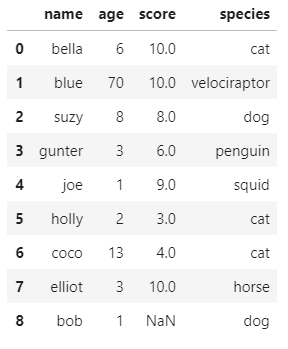 name age score species
0 bella 6 10.0 cat
1 blue 70 10.0 velociraptor
2 suzy 8 8.0 dog
3 gunter 3 6.0 penguin
4 joe 1 9.0 squid
5 holly 2 3.0 cat
6 coco 13 4.0 cat
7 elliot 3 10.0 horse
8 bob 1 NaN dog